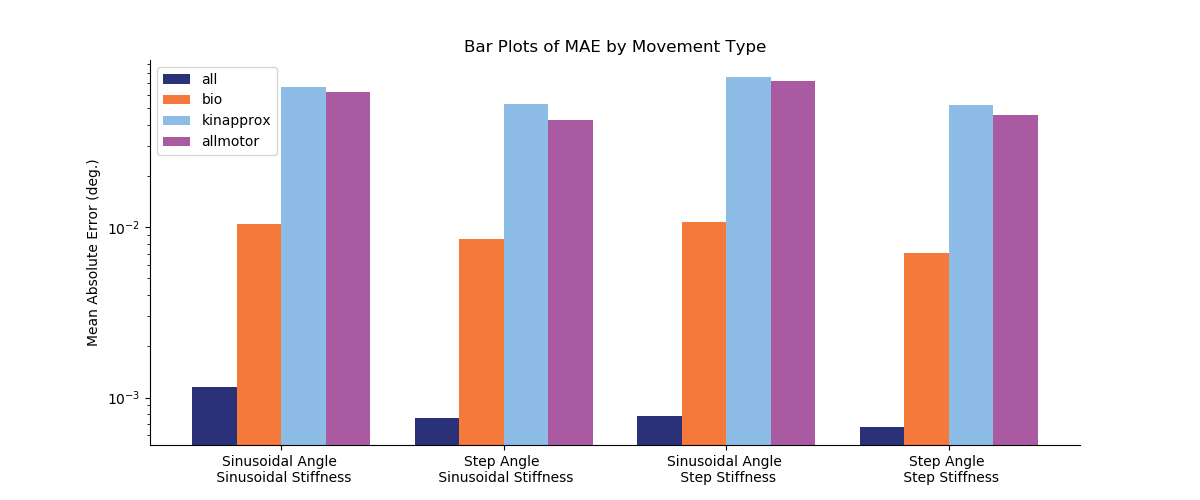 Bar Plots of MAE by Movement Type
all
bio
kinapprox
allmotor
Mean Absolute Error (deg.)
10⁻²
10⁻³
Sinusoidal Angle
Sinusoidal Stiffness
Step Angle
Sinusoidal Stiffness
Sinusoidal Angle
Step Stiffness
Step Angle
Step Stiffness